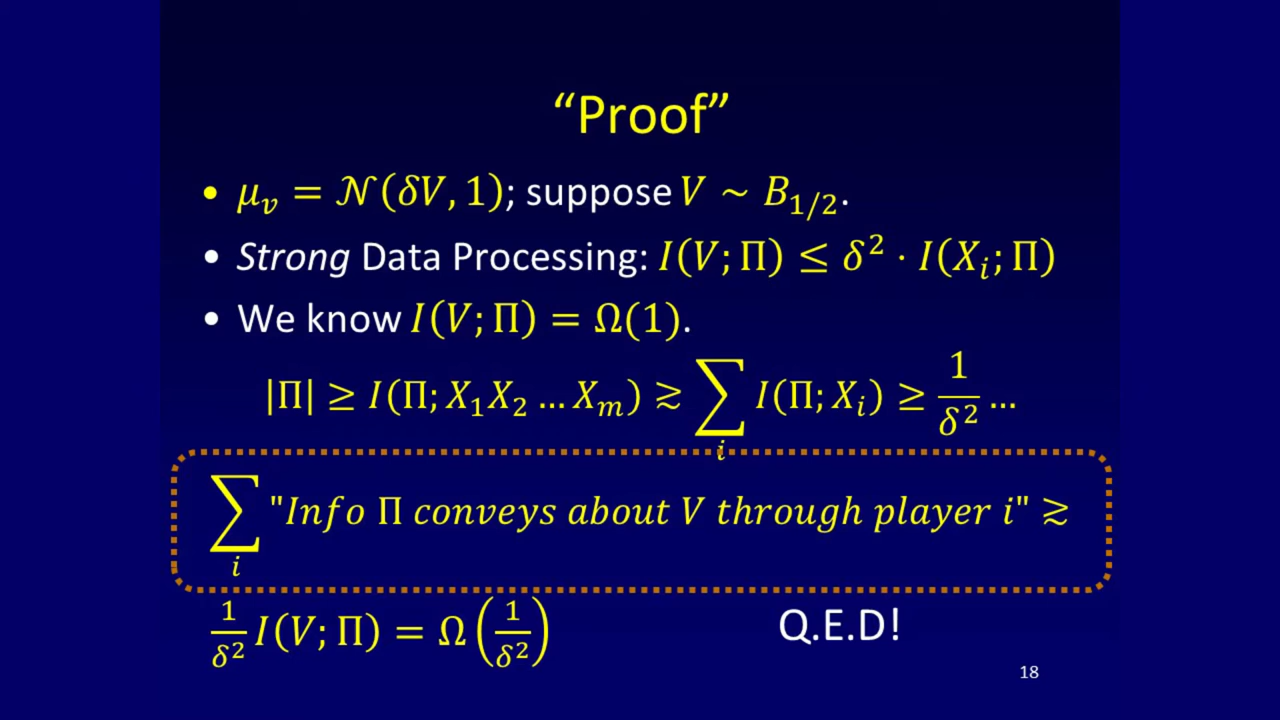 “Proof”
• μ_v = 𝒩(δV, 1); suppose V ~ B_{1/2}.
• Strong Data Processing: I(V; Π) ≤ δ² · I(X_i; Π)
• We know I(V; Π) = Ω(1).
|Π| ≥ I(Π; X₁X₂ … X_m) ≳ ∑_i I(Π; X_i) ≥ 1/δ² …
∑_i "Info Π conveys about V through player i" ≳
1/δ² I(V; Π) = Ω(1/δ²) Q.E.D!
18